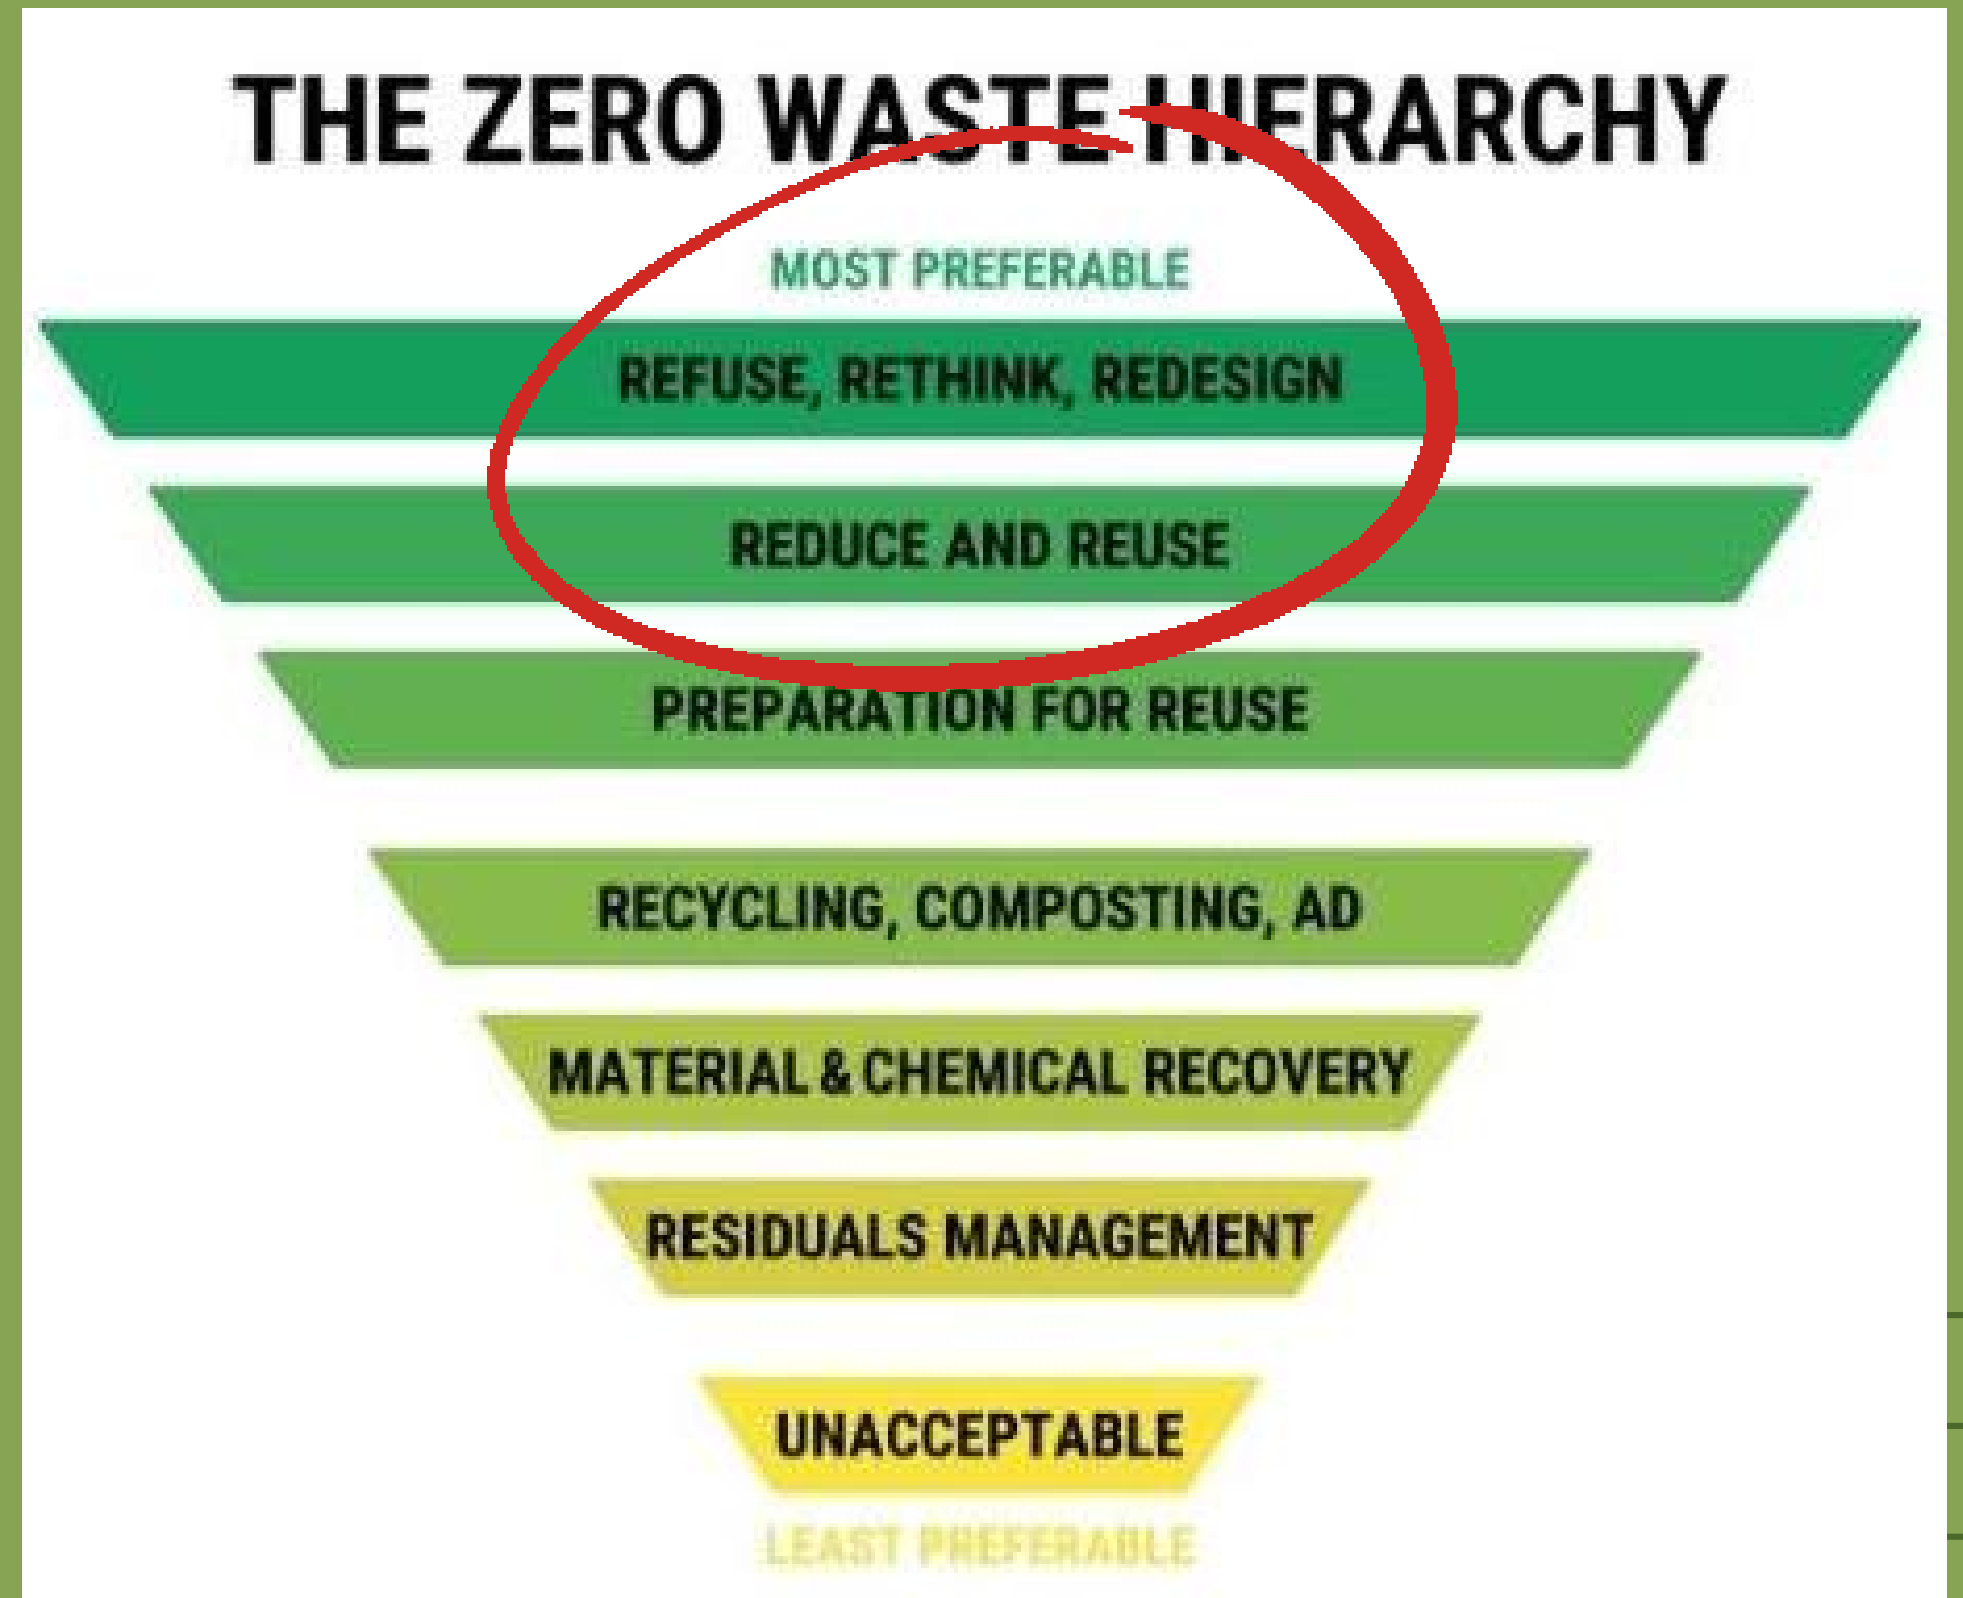 THE ZERO WASTE HIERARCHY
MOST PREFERABLE
REFUSE, RETHINK, REDESIGN
REDUCE AND REUSE
PREPARATION FOR REUSE
RECYCLING, COMPOSTING, AD
MATERIAL & CHEMICAL RECOVERY
RESIDUALS MANAGEMENT
UNACCEPTABLE
LEAST PREFERABLE